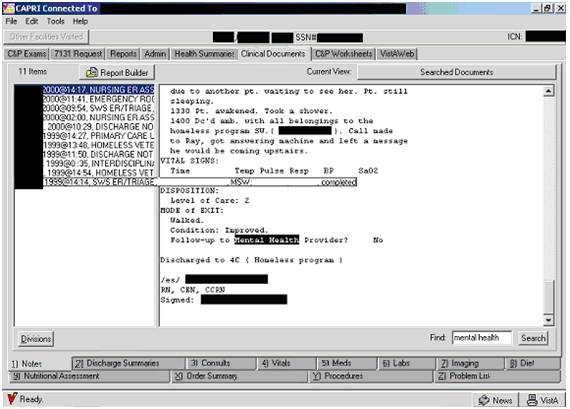 CAPRI Connected To
File Edit Tools Help
Other Facilities Visited
SSN#
ICN:
C&P Exams 7131 Request Reports Admin Health Summaries Clinical Documents C&P Worksheets VistAWeb
11 Items
Report Builder
Current View: Searched Documents
2000@14:17, NURSING ER ASS
2000@11:41, EMERGENCY ROO
2000@09:54, SWS ER/TRIAGE,
2000@02:00, NURSING ER ASS
, 2000@10:29, DISCHARGE NO
1999@14:27, PRIMARY CARE U
1999@13:48, HOMELESS VETE
1999@11:50, DISCHARGE NOT
, 1999@0:35, INTERDISCIPLINA
, 1999@14:54, HOMELESS VET
, 1999@14:14, SWS ER/TRIAGE, , MSW; , completed
due to another pt. waiting to see her. Pt. still
sleeping.
1330 Pt. awakened. Took a shower.
1400 Dc'd amb. with all belongings to the
homeless program SW.( ). Call made
to Ray, got answering machine and left a message
he would be coming upstairs.
VITAL SIGNS:
Time Temp Pulse Resp BP SaO2
DISPOSITION:
Level of Care: 2
MODE of EXIT:
Walked.
Condition: Improved.
Follow-up to Mental Health Provider? No
Discharged to 4C ( Homeless program )
/es/
RN, CEN, CCRN
Signed:
Divisions
Find: mental health Search
1) Notes 2) Discharge Summaries 3) Consults 4) Vitals 5) Meds 6) Labs 7) Imaging 8) Diet
9) Nutritional Assessment X) Order Summary Y) Procedures Z) Problem List
Ready.
News VistA